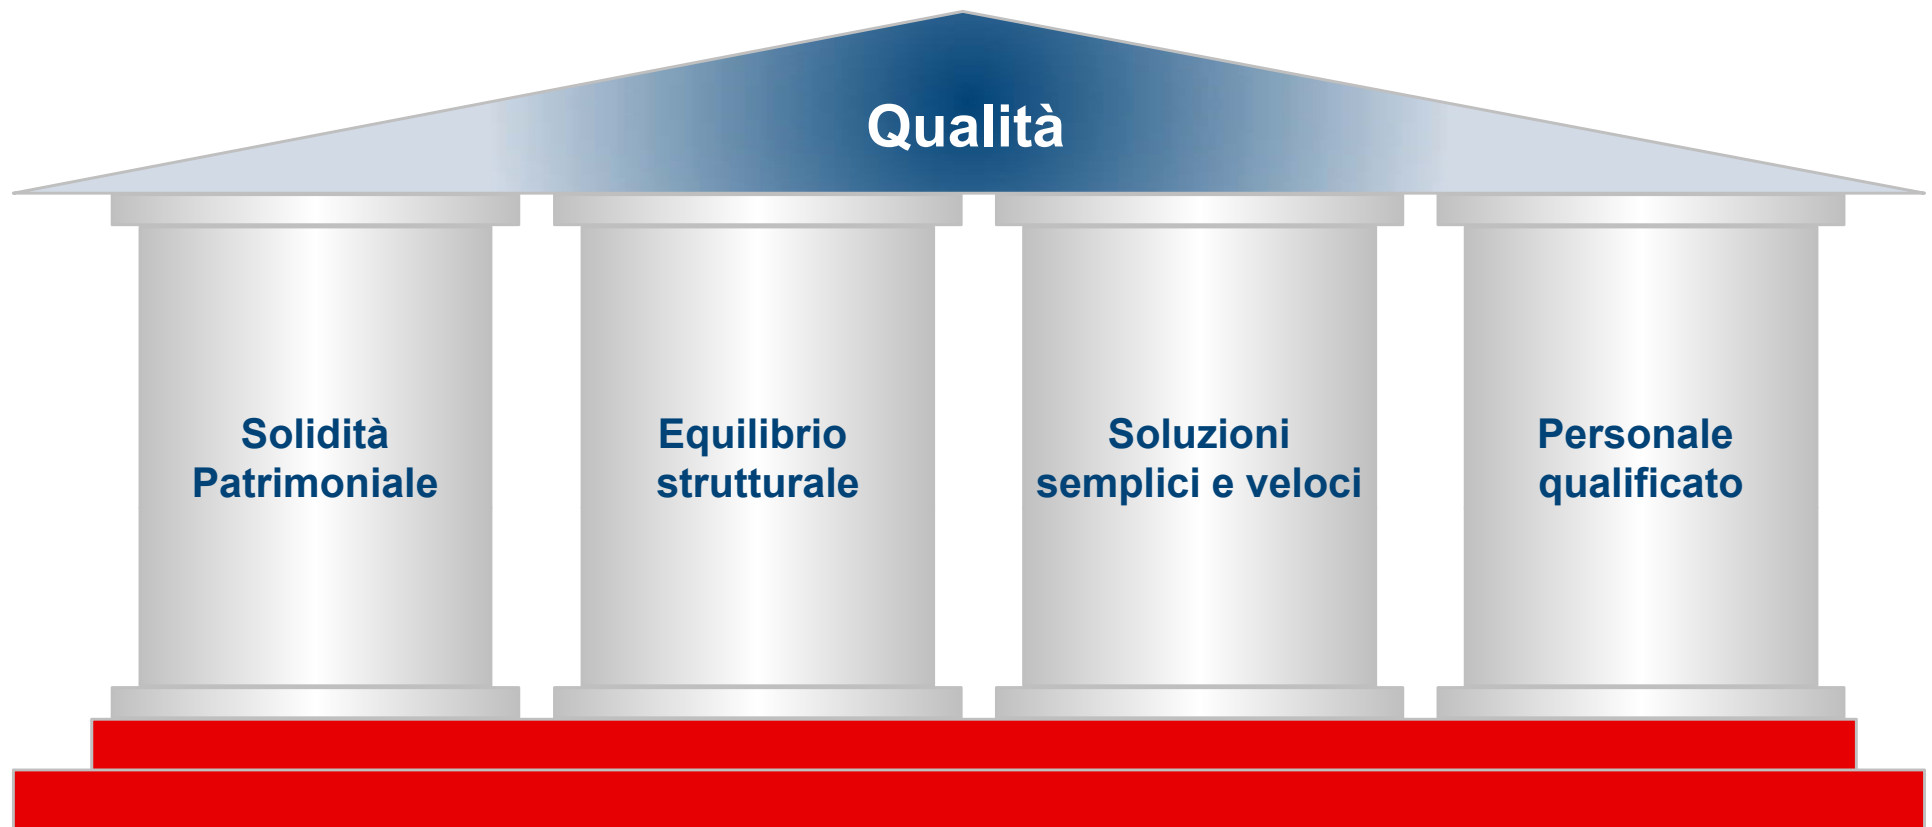 Qualità
Solidità
Patrimoniale
Equilibrio
strutturale
Soluzioni
semplici e veloci
Personale
qualificato